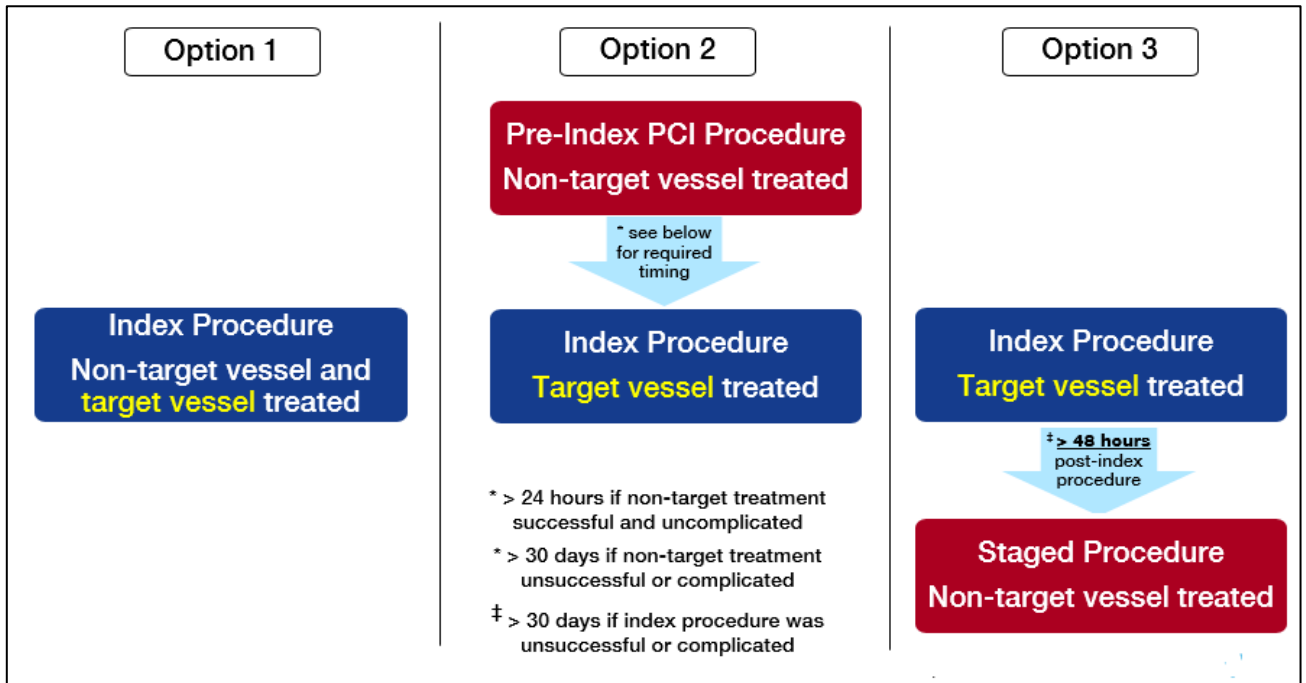 Option 1
Index Procedure
Non-target vessel and
target vessel treated
Option 2
Pre-Index PCI Procedure
Non-target vessel treated
* see below
for required
timing
Index Procedure
Target vessel treated
* > 24 hours if non-target treatment
successful and uncomplicated
* > 30 days if non-target treatment
unsuccessful or complicated
‡ > 30 days if index procedure was
unsuccessful or complicated
Option 3
Index Procedure
Target vessel treated
‡ > 48 hours
post-index
procedure
Staged Procedure
Non-target vessel treated